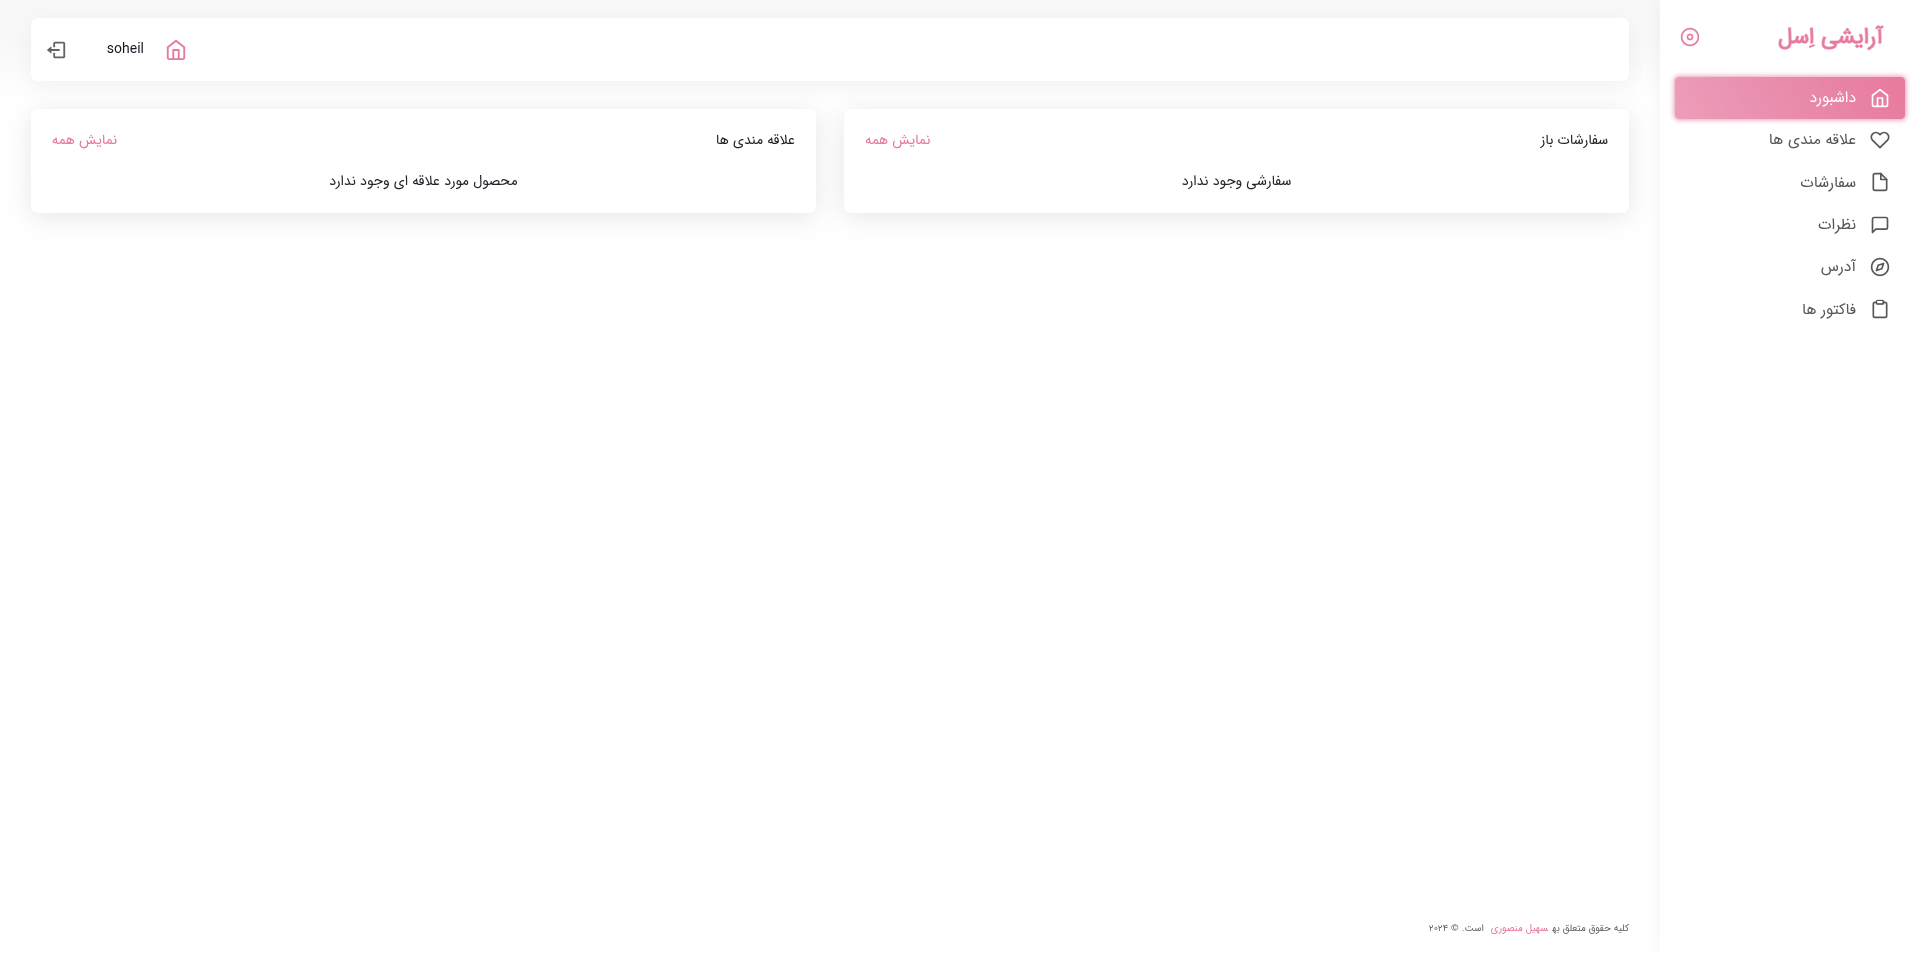 آرایشی اِسل
داشبورد
علاقه مندی ها
سفارشات
نظرات
آدرس
فاکتور ها
soheil
سفارشات باز
نمایش همه
سفارشی وجود ندارد
علاقه مندی ها
نمایش همه
محصول مورد علاقه ای وجود ندارد
کلیه حقوق متعلق به سهیل منصوری است. © ۲۰۲۴